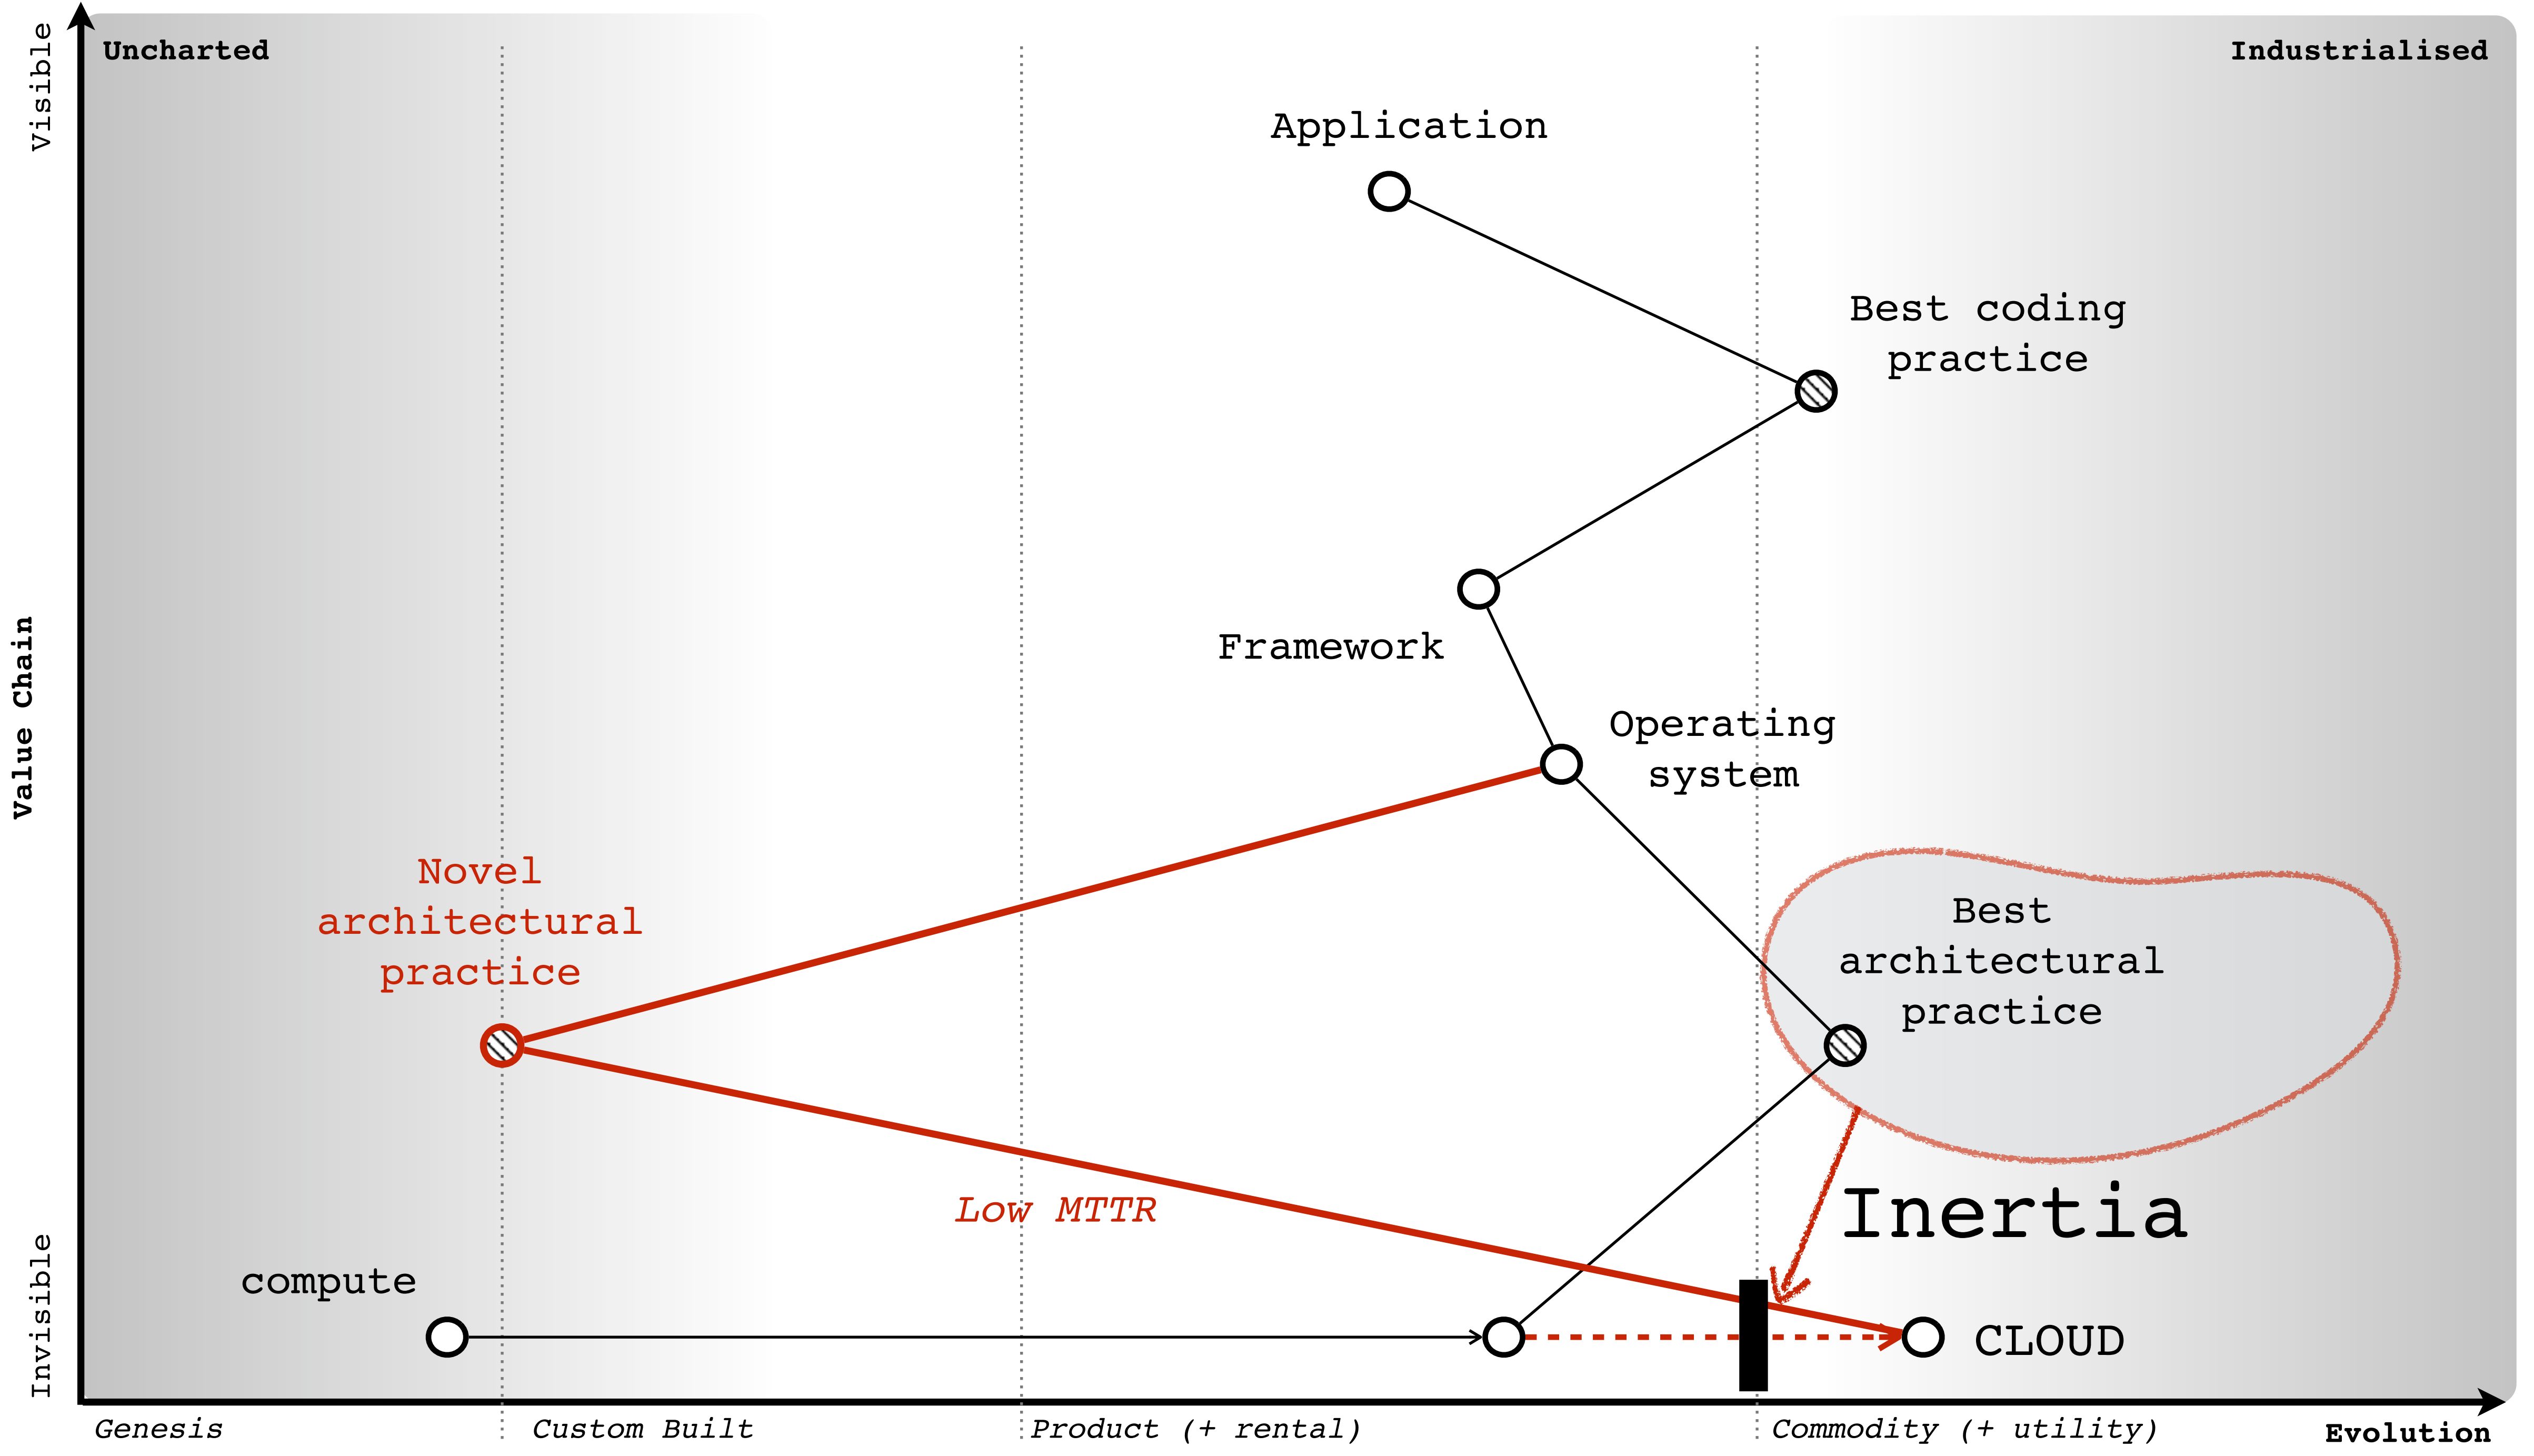 Uncharted
Industrialised
Visible
Application
Best coding
practice
Value Chain
Framework
Operating
system
Novel
architectural
practice
Best
architectural
practice
Low MTTR
Inertia
Invisible
compute
CLOUD
Genesis
Custom Built
Product (+ rental)
Commodity (+ utility)
Evolution